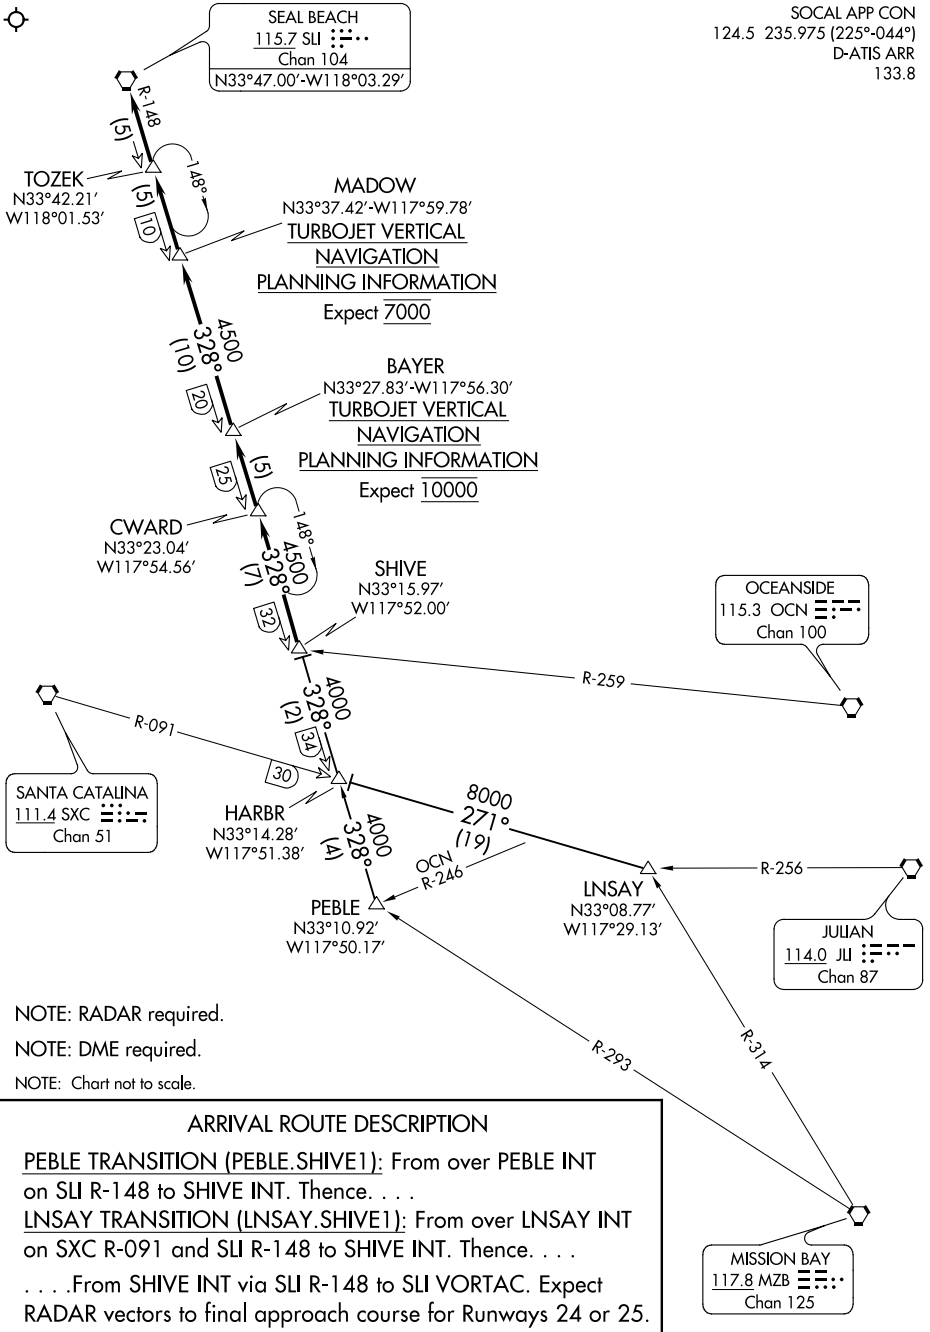 SEAL BEACH
115.7 SLI
Chan 104
N33°47.00′-W118°03.29′
SOCAL APP CON
124.5 235.975 (225°-044°)
D-ATIS ARR
133.8
R-148
(5)
TOZEK
N33°42.21′
W118°01.53′
148°
(5)
10
MADOW
N33°37.42′-W117°59.78′
TURBOJET VERTICAL
NAVIGATION
PLANNING INFORMATION
Expect 7000
4500
328°
(10)
BAYER
N33°27.83′-W117°56.30′
TURBOJET VERTICAL
NAVIGATION
PLANNING INFORMATION
Expect 10000
20
(5)
25
CWARD
N33°23.04′
W117°54.56′
148°
4500
328°
(7)
SHIVE
N33°15.97′
W117°52.00′
32
OCEANSIDE
115.3 OCN
Chan 100
R-259
4000
328°
(2)
34
R-091
30
SANTA CATALINA
111.4 SXC
Chan 51
HARBR
N33°14.28′
W117°51.38′
8000
271°
(19)
4000
328°
(4)
OCN
R-246
PEBLE
N33°10.92′
W117°50.17′
LNSAY
N33°08.77′
W117°29.13′
R-256
JULIAN
114.0 JLI
Chan 87
R-293
R-314
NOTE: RADAR required.
NOTE: DME required.
NOTE: Chart not to scale.
MISSION BAY
117.8 MZB
Chan 125
ARRIVAL ROUTE DESCRIPTION
PEBLE TRANSITION (PEBLE.SHIVE1): From over PEBLE INT
on SLI R-148 to SHIVE INT. Thence. . . .
LNSAY TRANSITION (LNSAY.SHIVE1): From over LNSAY INT
on SXC R-091 and SLI R-148 to SHIVE INT. Thence. . . .
. . . .From SHIVE INT via SLI R-148 to SLI VORTAC. Expect
RADAR vectors to final approach course for Runways 24 or 25.